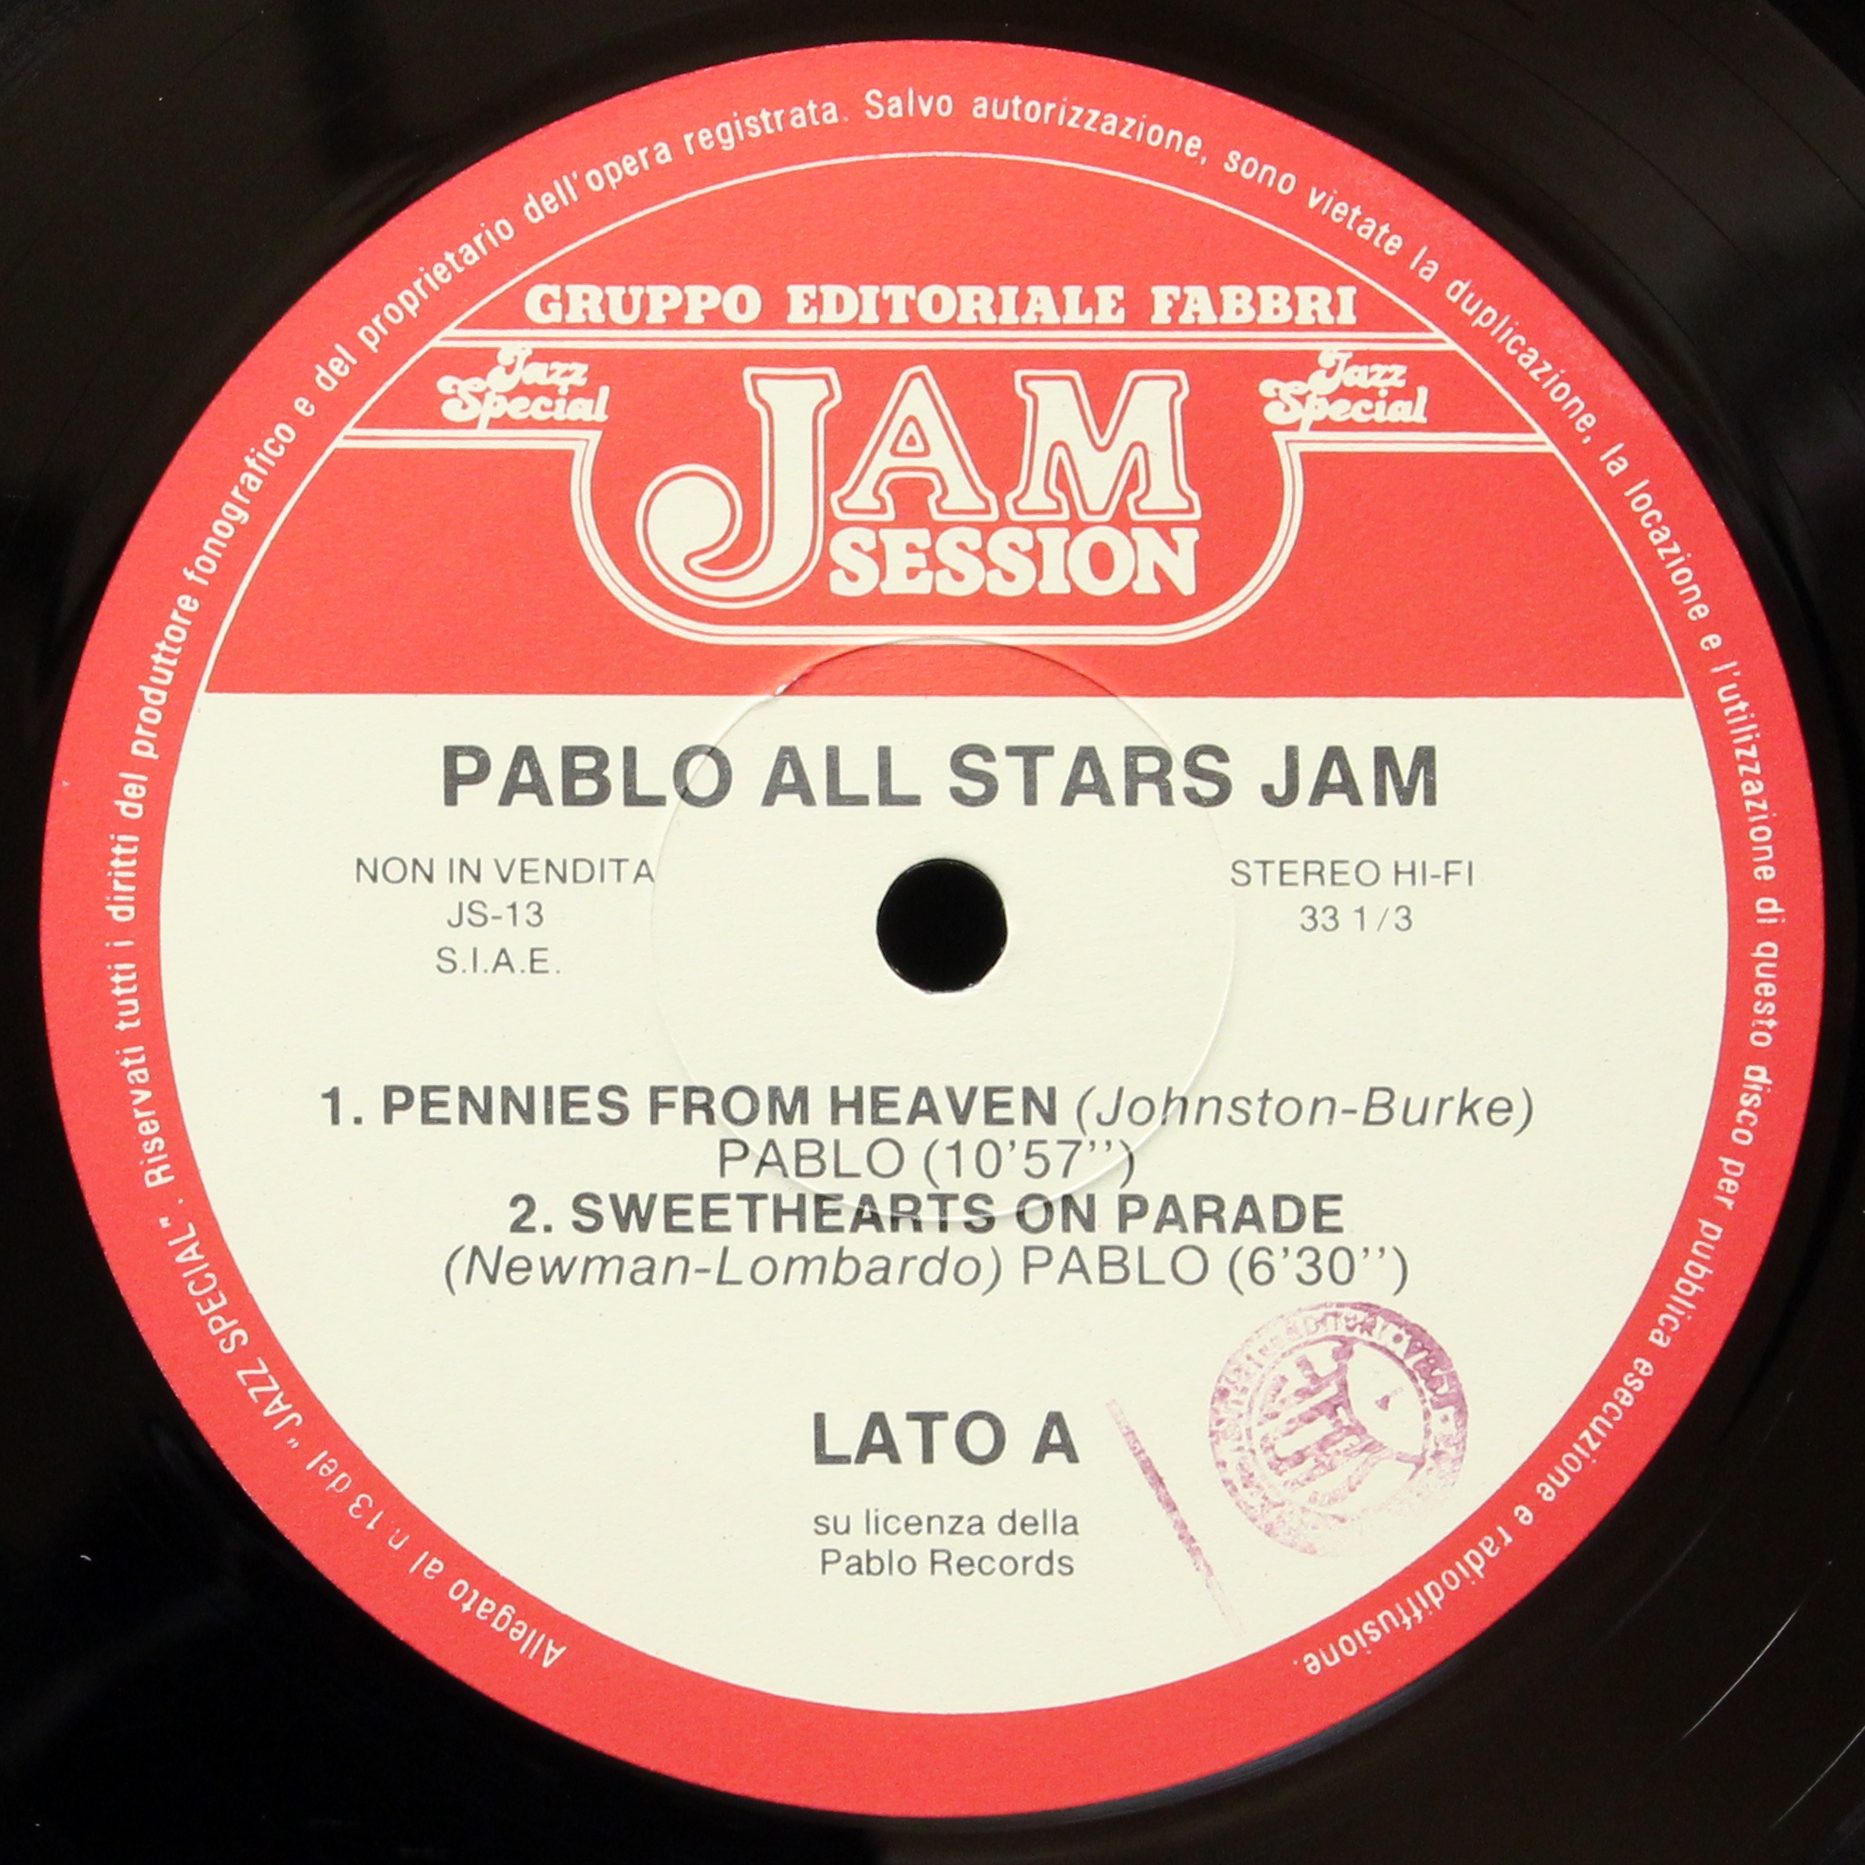 Allegato al n. 13 del "JAZZ SPECIAL". Riservati tutti i diritti del produttore fonografico e del proprietario dell'opera registrata. Salvo autorizzazione, sono vietate la duplicazione, la locazione e l'utilizzazione di questo disco per pubblica esecuzione e radiodiffusione.
GRUPPO EDITORIALE FABBRI
Jazz
Special
JAM
SESSION
Jazz
Special
PABLO ALL STARS JAM
NON IN VENDITA
JS-13
S.I.A.E.
STEREO HI-FI
33 1/3
1. PENNIES FROM HEAVEN (Johnston-Burke)
PABLO (10'57'')
2. SWEETHEARTS ON PARADE
(Newman-Lombardo) PABLO (6'30'')
LATO A
su licenza della
Pablo Records